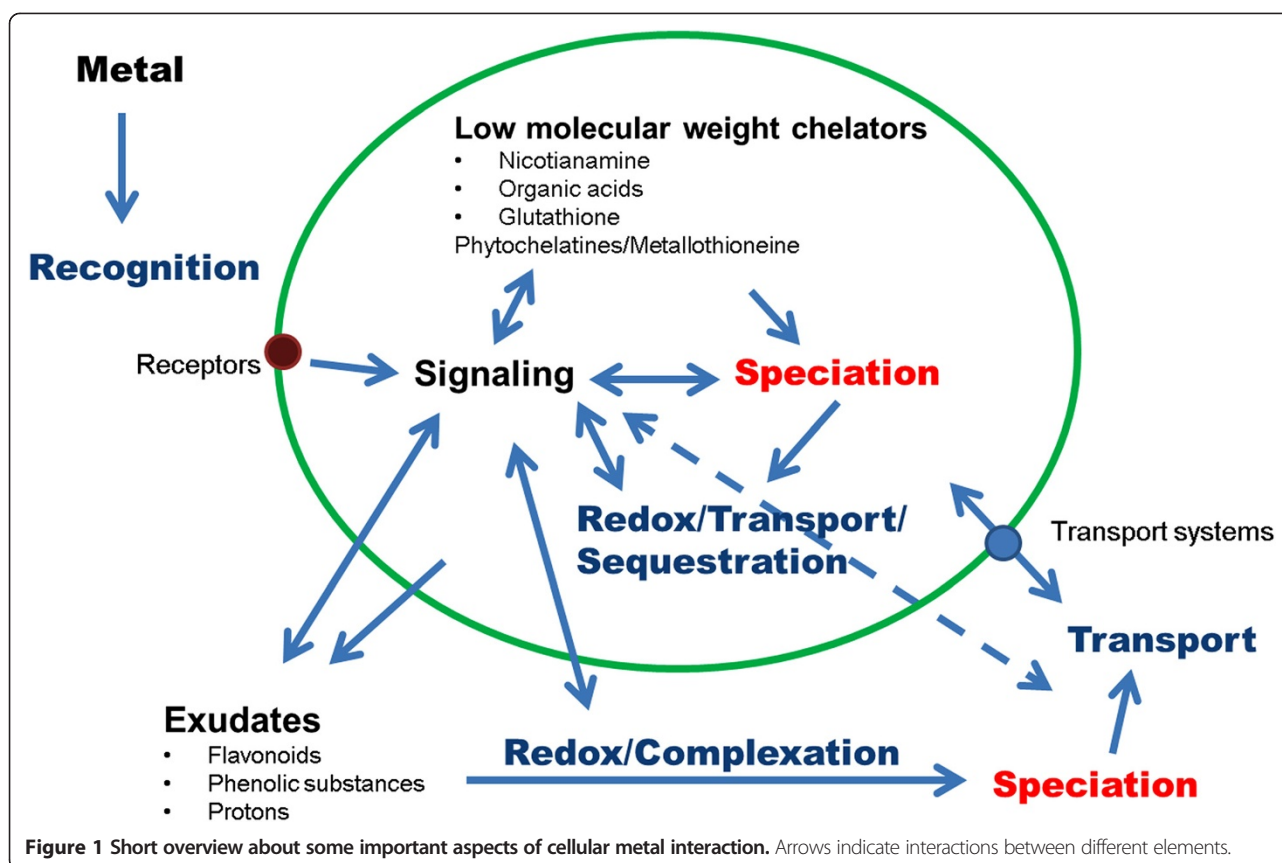 Metal
Recognition
Receptors
Low molecular weight chelators
• Nicotianamine
• Organic acids
• Glutathione
Phytochelatines/Metallothioneine
Signaling
Speciation
Redox/Transport/
Sequestration
Transport systems
Transport
Exudates
• Flavonoids
• Phenolic substances
• Protons
Redox/Complexation
Speciation
Figure 1 Short overview about some important aspects of cellular metal interaction. Arrows indicate interactions between different elements.